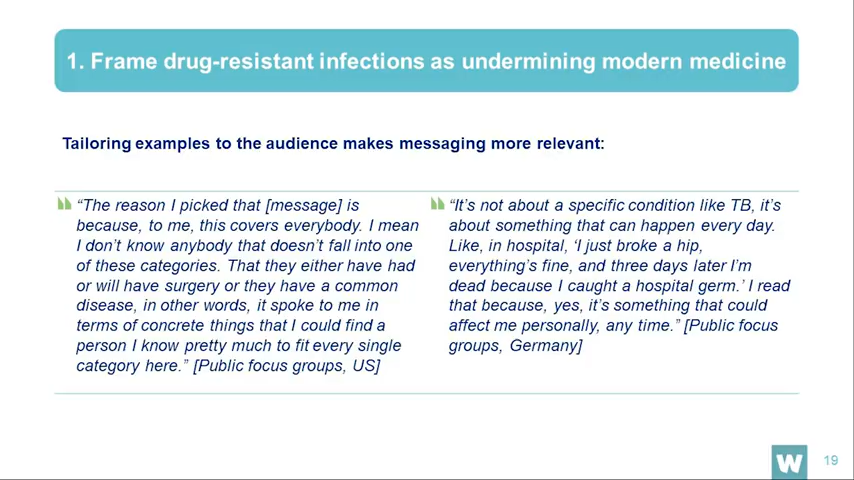 1. Frame drug-resistant infections as undermining modern medicine
Tailoring examples to the audience makes messaging more relevant:
“The reason I picked that [message] is
because, to me, this covers everybody. I mean
I don’t know anybody that doesn’t fall into one
of these categories. That they either have had
or will have surgery or they have a common
disease, in other words, it spoke to me in
terms of concrete things that I could find a
person I know pretty much to fit every single
category here.” [Public focus groups, US]
“It’s not about a specific condition like TB, it’s
about something that can happen every day.
Like, in hospital, ‘I just broke a hip,
everything’s fine, and three days later I’m
dead because I caught a hospital germ.’ I read
that because, yes, it’s something that could
affect me personally, any time.” [Public focus
groups, Germany]
W
19